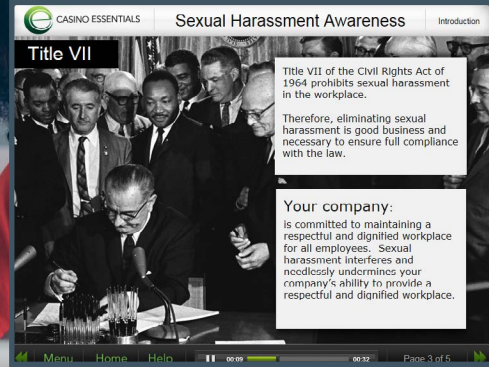 CASINO ESSENTIALS
Sexual Harassment Awareness
Introduction
Title VII
Title VII of the Civil Rights Act of
1964 prohibits sexual harassment
in the workplace.
Therefore, eliminating sexual
harassment is good business and
necessary to ensure full compliance
with the law.
Your company:
is committed to maintaining a
respectful and dignified workplace
for all employees. Sexual
harassment interferes and
needlessly undermines your
company's ability to provide a
respectful and dignified workplace.
Menu Home Help 00:09 00:32 Page 3 of 5